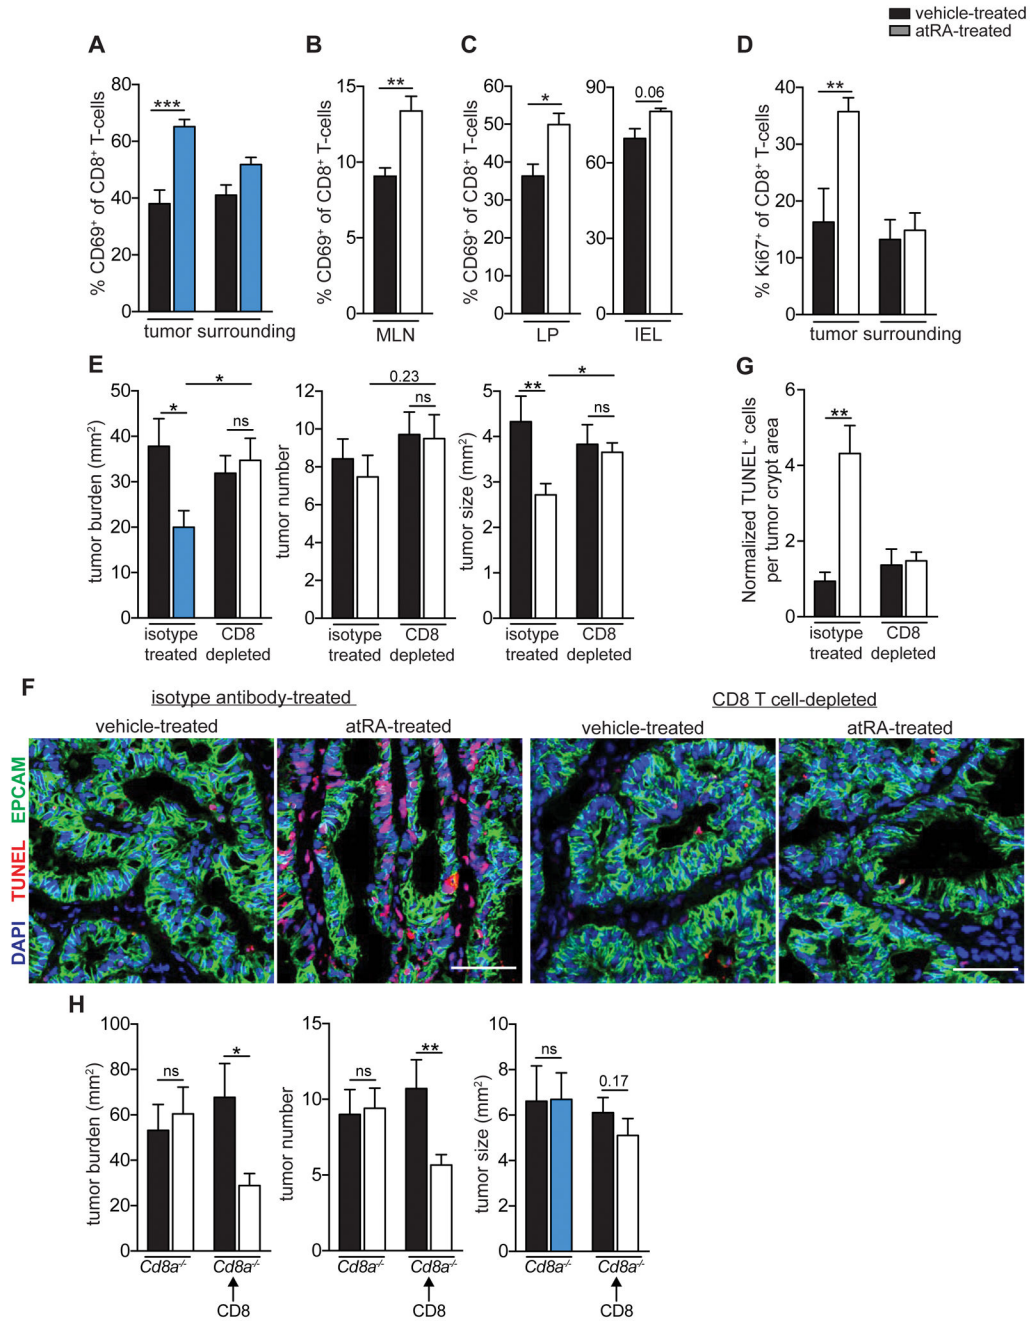 vehicle-treated
atRA-treated
A
% CD69⁺ of CD8⁺ T-cells
80
60
40
20
0
***
tumor surrounding
B
% CD69⁺ of CD8⁺ T-cells
15
10
5
0
**
MLN
C
% CD69⁺ of CD8⁺ T-cells
60
50
40
30
20
10
0
*
LP
90
60
30
0
0.06
IEL
D
% Ki67⁺ of CD8⁺ T-cells
40
30
20
10
0
**
tumor surrounding
E
tumor burden (mm²)
50
40
30
20
10
0
*
*
ns
isotype treated
CD8 depleted
tumor number
12
10
8
6
4
2
0
0.23
ns
isotype treated
CD8 depleted
tumor size (mm²)
5
4
3
2
1
0
**
*
ns
isotype treated
CD8 depleted
G
Normalized TUNEL⁺ cells
per tumor crypt area
6
4
2
0
**
isotype treated
CD8 depleted
F
isotype antibody-treated
CD8 T cell-depleted
vehicle-treated
atRA-treated
vehicle-treated
atRA-treated
DAPI TUNEL EPCAM
H
tumor burden (mm²)
100
80
60
40
20
0
ns
*
Cd8a⁻/⁻
Cd8a⁻/⁻
CD8
tumor number
15
10
5
0
ns
**
Cd8a⁻/⁻
Cd8a⁻/⁻
CD8
tumor size (mm²)
10
8
6
4
2
0
ns
0.17
Cd8a⁻/⁻
Cd8a⁻/⁻
CD8